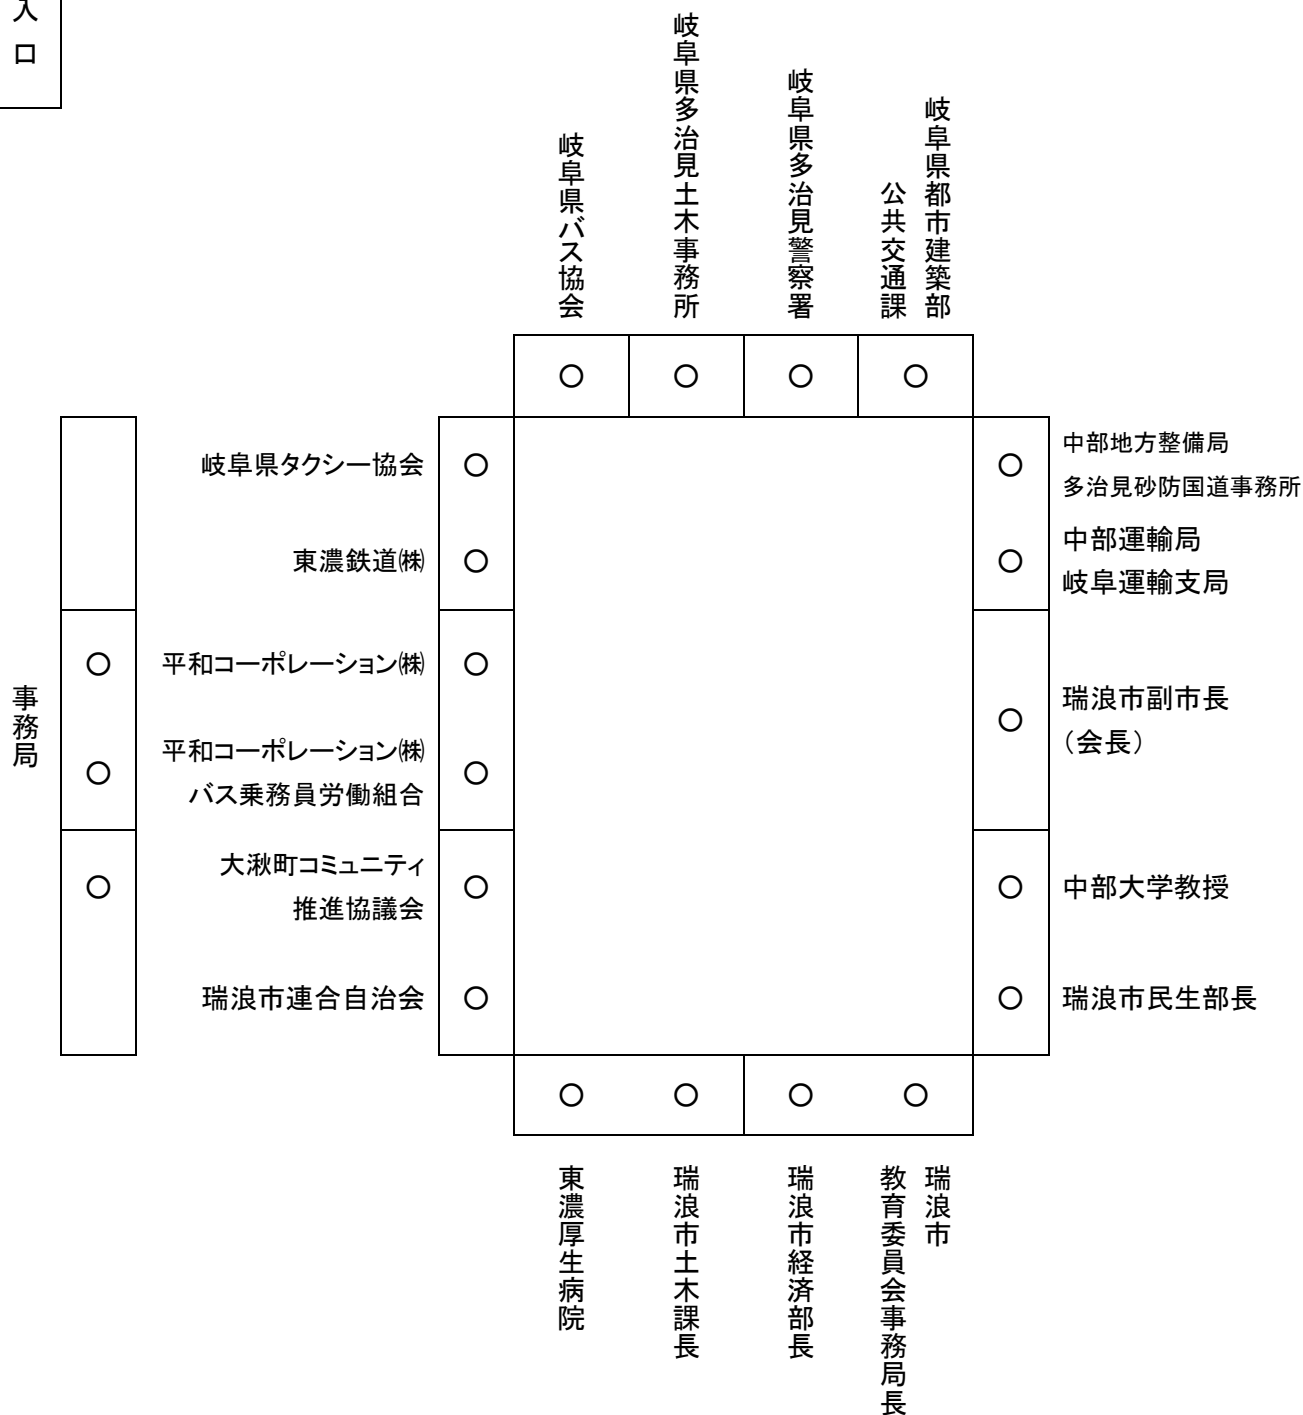 入口
岐阜県バス協会
岐阜県多治見土木事務所
岐阜県多治見警察署
岐阜県都市建築部
公共交通課
岐阜県タクシー協会
東濃鉄道㈱
平和コーポレーション㈱
平和コーポレーション㈱
バス乗務員労働組合
大湫町コミュニティ
推進協議会
瑞浪市連合自治会
中部地方整備局
多治見砂防国道事務所
中部運輸局
岐阜運輸支局
瑞浪市副市長
（会長）
中部大学教授
瑞浪市民生部長
事務局
東濃厚生病院
瑞浪市土木課長
瑞浪市経済部長
瑞浪市
教育委員会事務局長